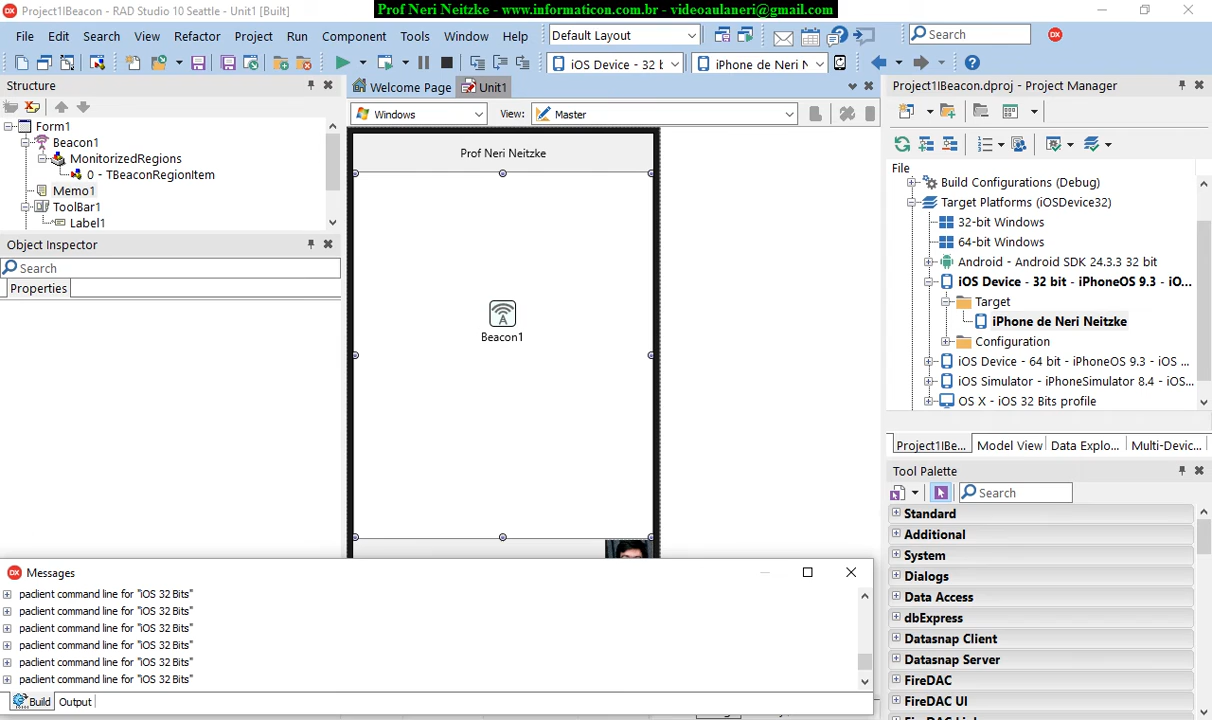 Project1IBeacon - RAD Studio 10 Seattle - Unit1 [Built]
Prof Neri Neitzke - www.informaticon.com.br - videoaulaneri@gmail.com
File Edit Search View Refactor Project Run Component Tools Window Help
Default Layout
Search
iOS Device - 32 b
iPhone de Neri N
Structure
Form1
Beacon1
MonitorizedRegions
0 - TBeaconRegionItem
Memo1
ToolBar1
Label1
Object Inspector
Search
Properties
Welcome Page
Unit1
Windows
View:
Master
Prof Neri Neitzke
A
Beacon1
Project1IBeacon.dproj - Project Manager
File
Build Configurations (Debug)
Target Platforms (iOSDevice32)
32-bit Windows
64-bit Windows
Android - Android SDK 24.3.3 32 bit
iOS Device - 32 bit - iPhoneOS 9.3 - iO...
Target
iPhone de Neri Neitzke
Configuration
iOS Device - 64 bit - iPhoneOS 9.3 - iOS ...
iOS Simulator - iPhoneSimulator 8.4 - iOS...
OS X - iOS 32 Bits profile
Project1IBe...
Model View
Data Explo...
Multi-Devic...
Tool Palette
Search
Standard
Additional
System
Dialogs
Data Access
dbExpress
Datasnap Client
Datasnap Server
FireDAC
FireDAC UI
DX Messages
paclient command line for "iOS 32 Bits"
paclient command line for "iOS 32 Bits"
paclient command line for "iOS 32 Bits"
paclient command line for "iOS 32 Bits"
paclient command line for "iOS 32 Bits"
paclient command line for "iOS 32 Bits"
Build
Output